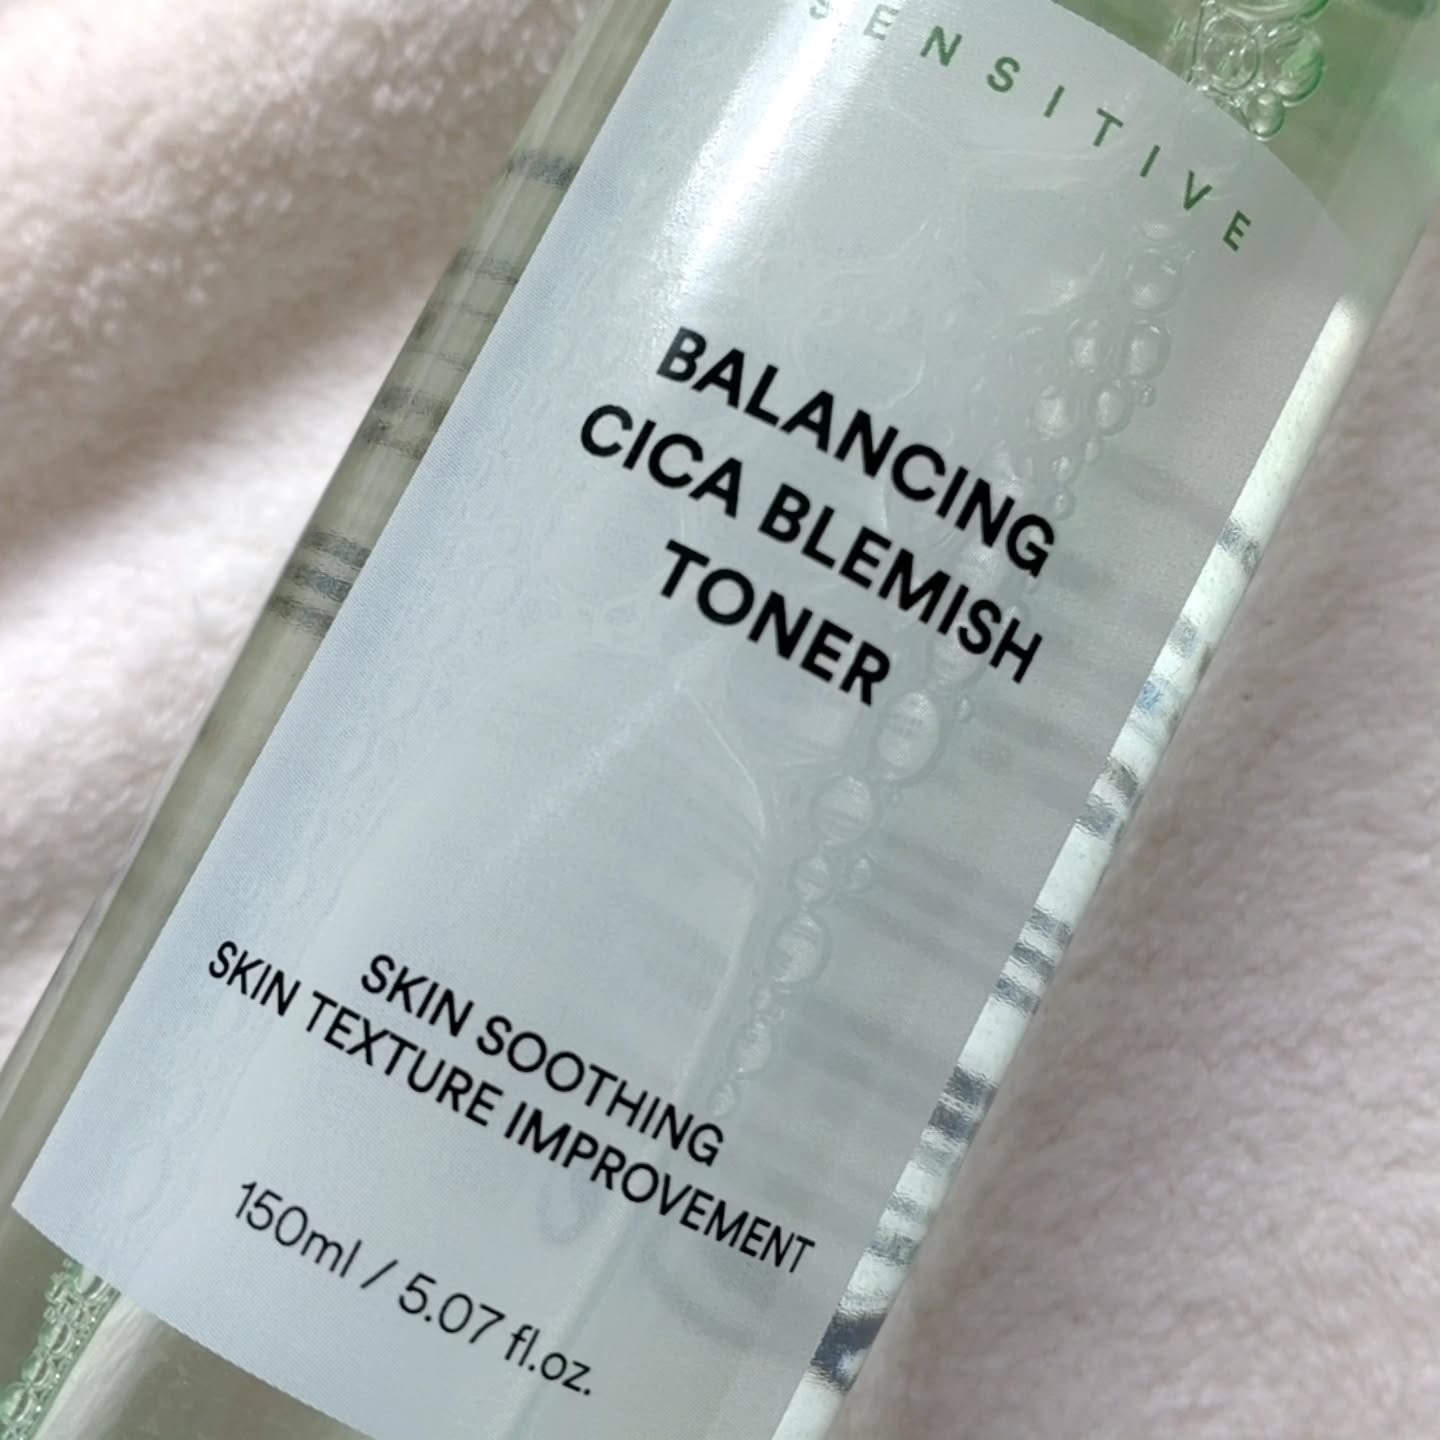 SENSITIVE
BALANCING
CICA BLEMISH
TONER
SKIN SOOTHING
SKIN TEXTURE IMPROVEMENT
150ml / 5.07 fl.oz.